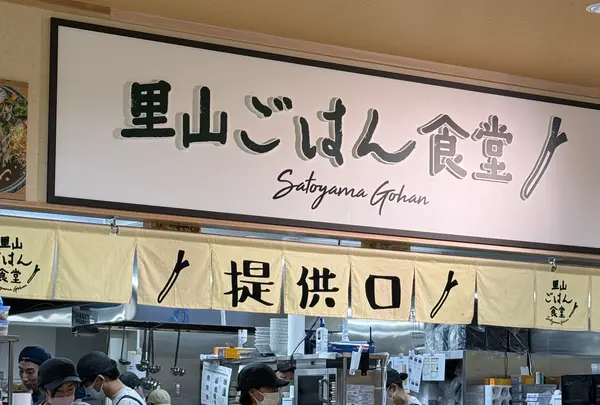 里山ごはん食堂
Satoyama Gohan
里山
ごはん
食堂
提供口
里山
ごはん
食堂